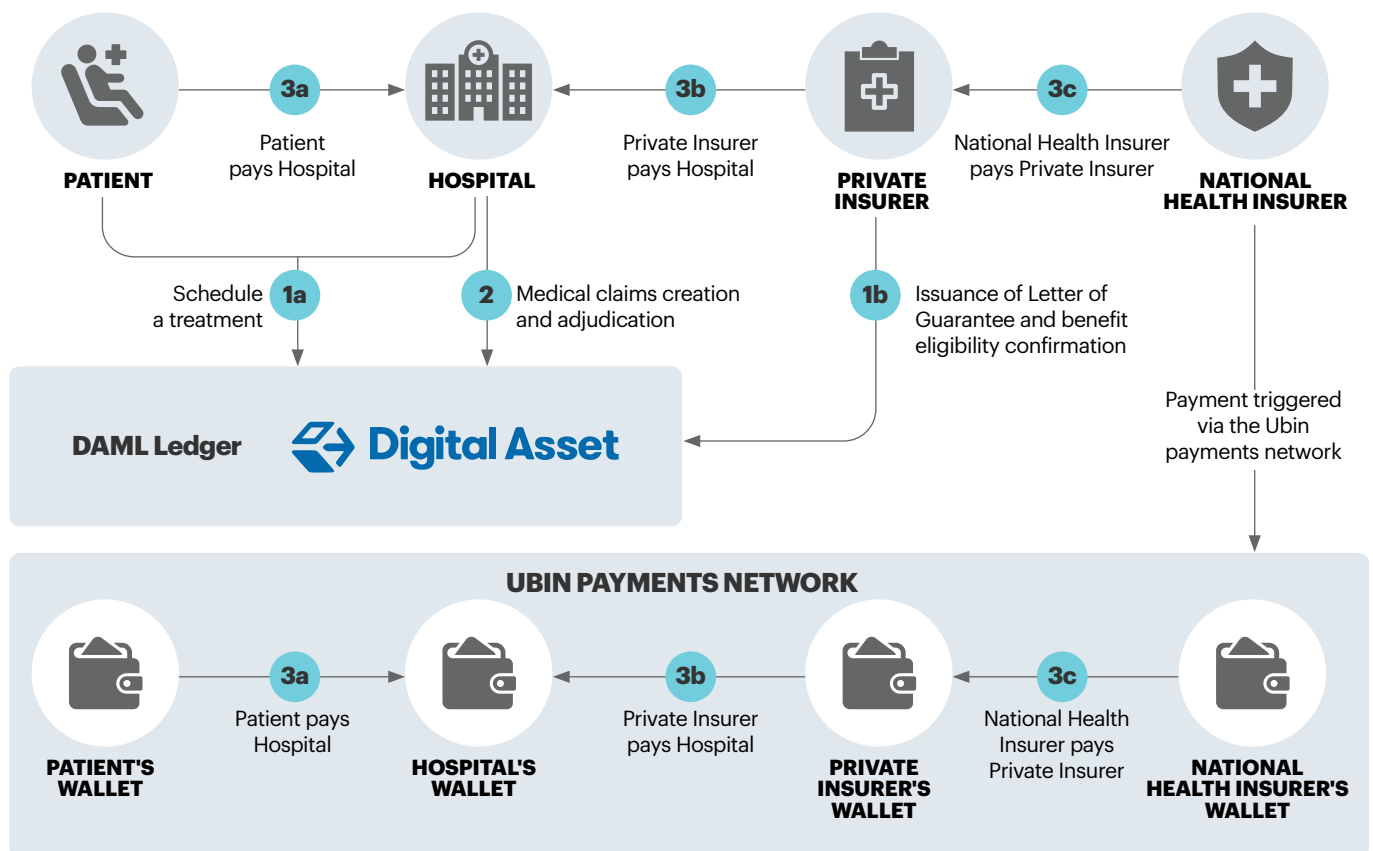 3a
3b
3c
Patient
pays Hospital
Private Insurer
pays Hospital
National Health Insurer
pays Private Insurer
PATIENT
HOSPITAL
PRIVATE
INSURER
NATIONAL
HEALTH INSURER
Schedule
a treatment
1a
2
Medical claims creation
and adjudication
1b
Issuance of Letter of
Guarantee and benefit
eligibility confirmation
Payment triggered
via the Ubin
payments network
DAML Ledger
Digital Asset
UBIN PAYMENTS NETWORK
3a
3b
3c
Patient pays
Hospital
Private Insurer
pays Hospital
National Health
Insurer pays
Private Insurer
PATIENT'S
WALLET
HOSPITAL'S
WALLET
PRIVATE
INSURER'S
WALLET
NATIONAL
HEALTH INSURER'S
WALLET